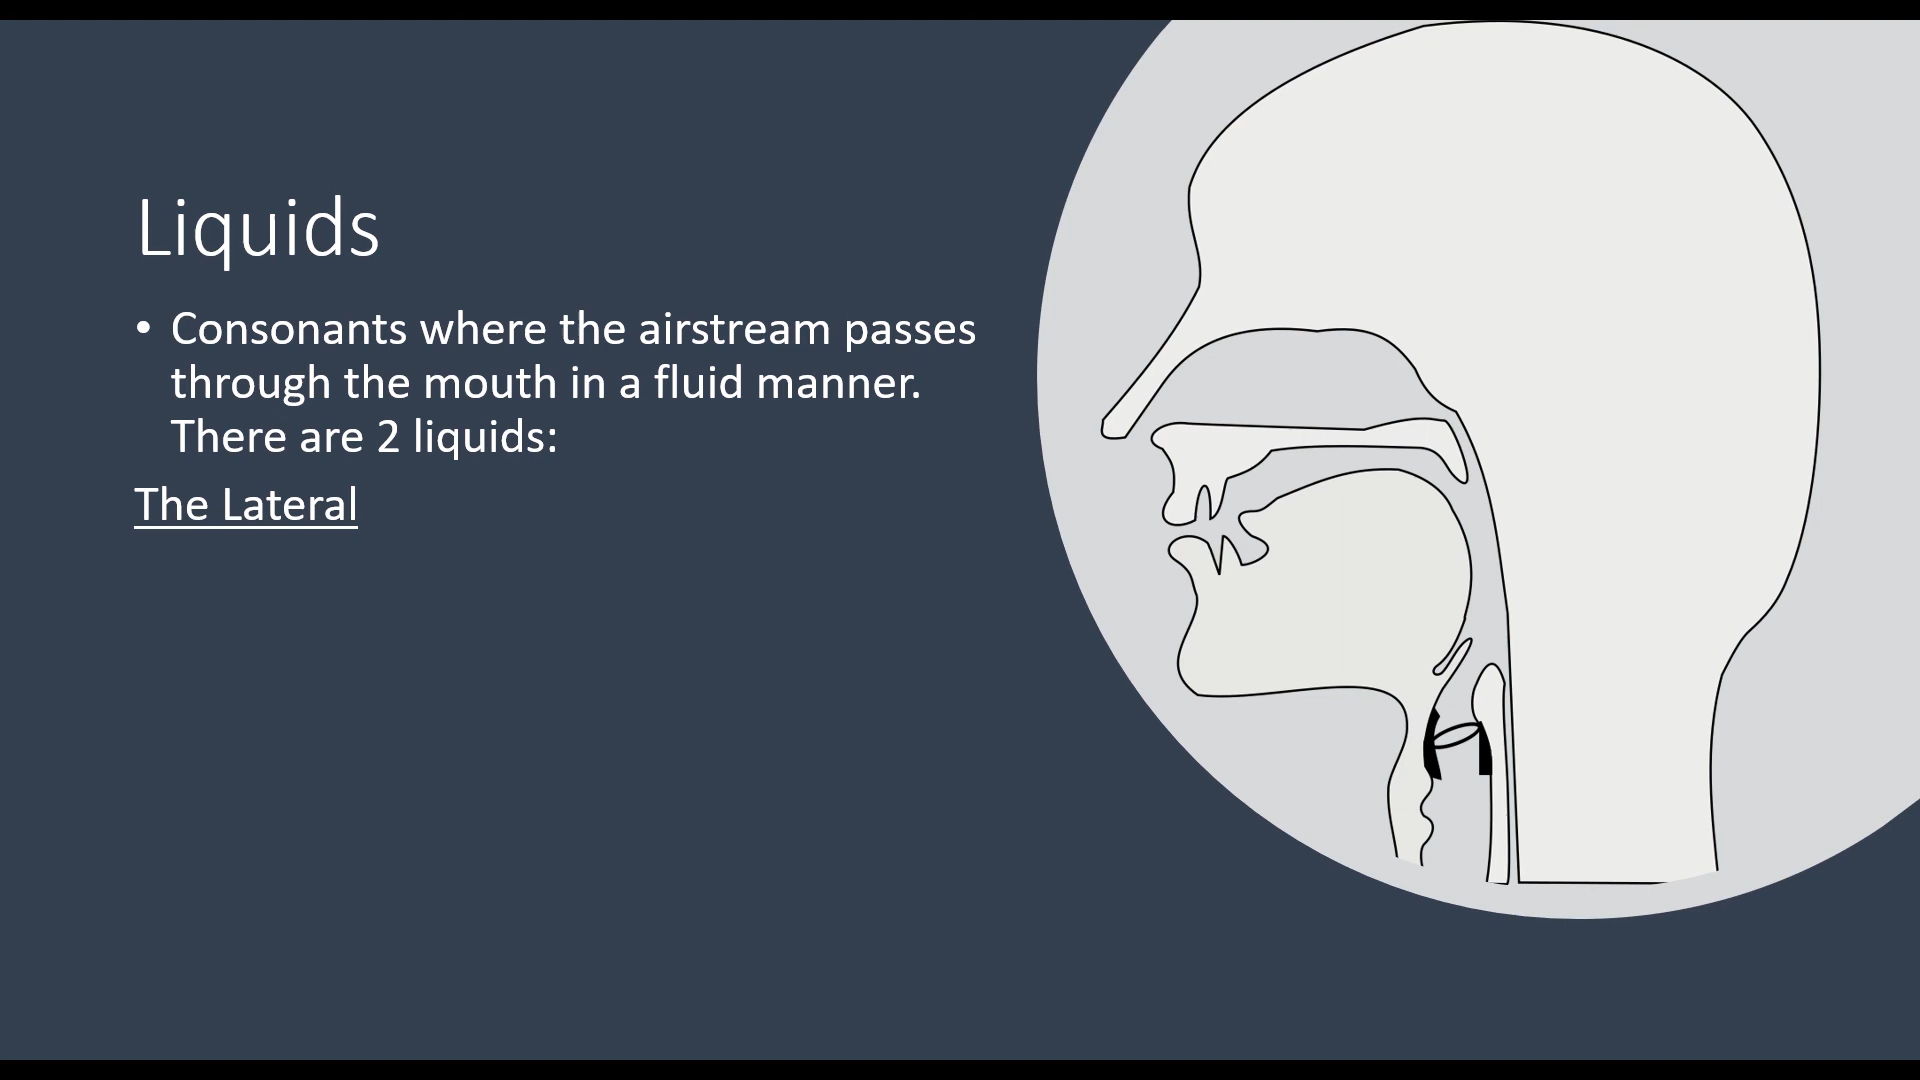 Liquids
• Consonants where the airstream passes
through the mouth in a fluid manner.
There are 2 liquids:
The Lateral